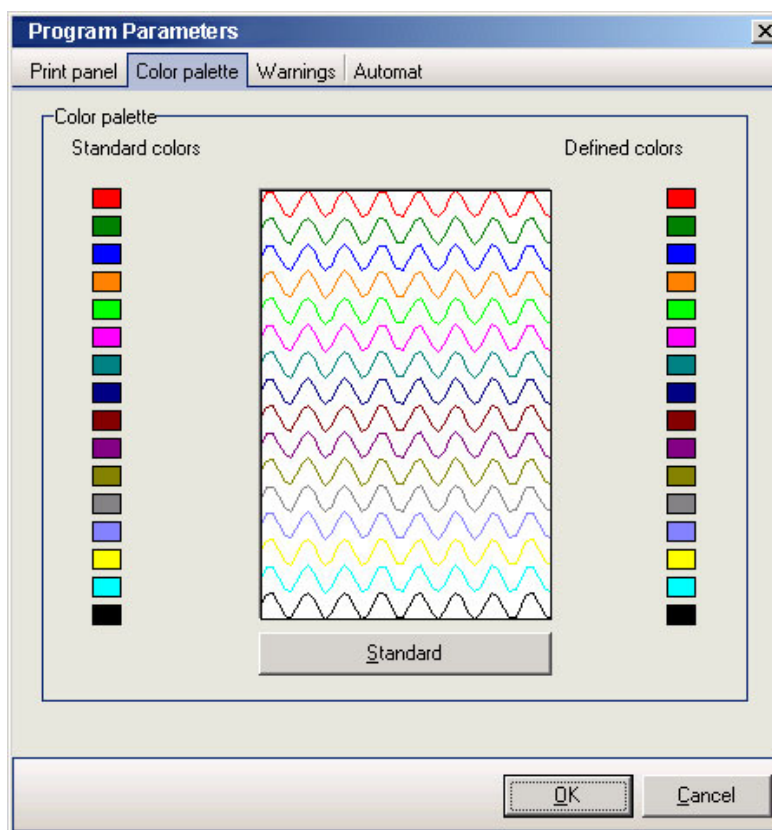 Program Parameters
Print panel Color palette Warnings Automat
Color palette
Standard colors Defined colors
Standard
OK Cancel